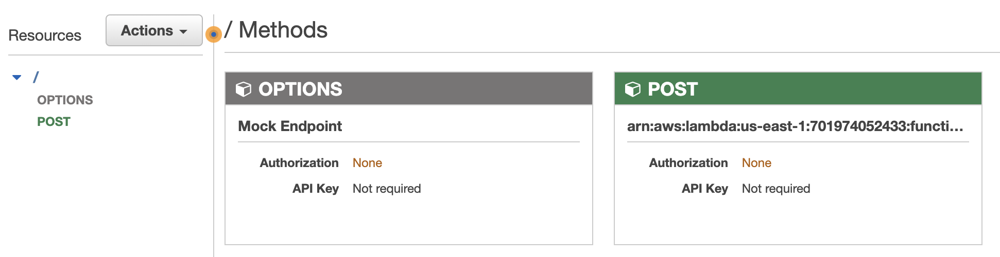 Resources
Actions
/
OPTIONS
POST
/ Methods
OPTIONS
Mock Endpoint
Authorization None
API Key Not required
POST
arn:aws:lambda:us-east-1:701974052433:functi...
Authorization None
API Key Not required